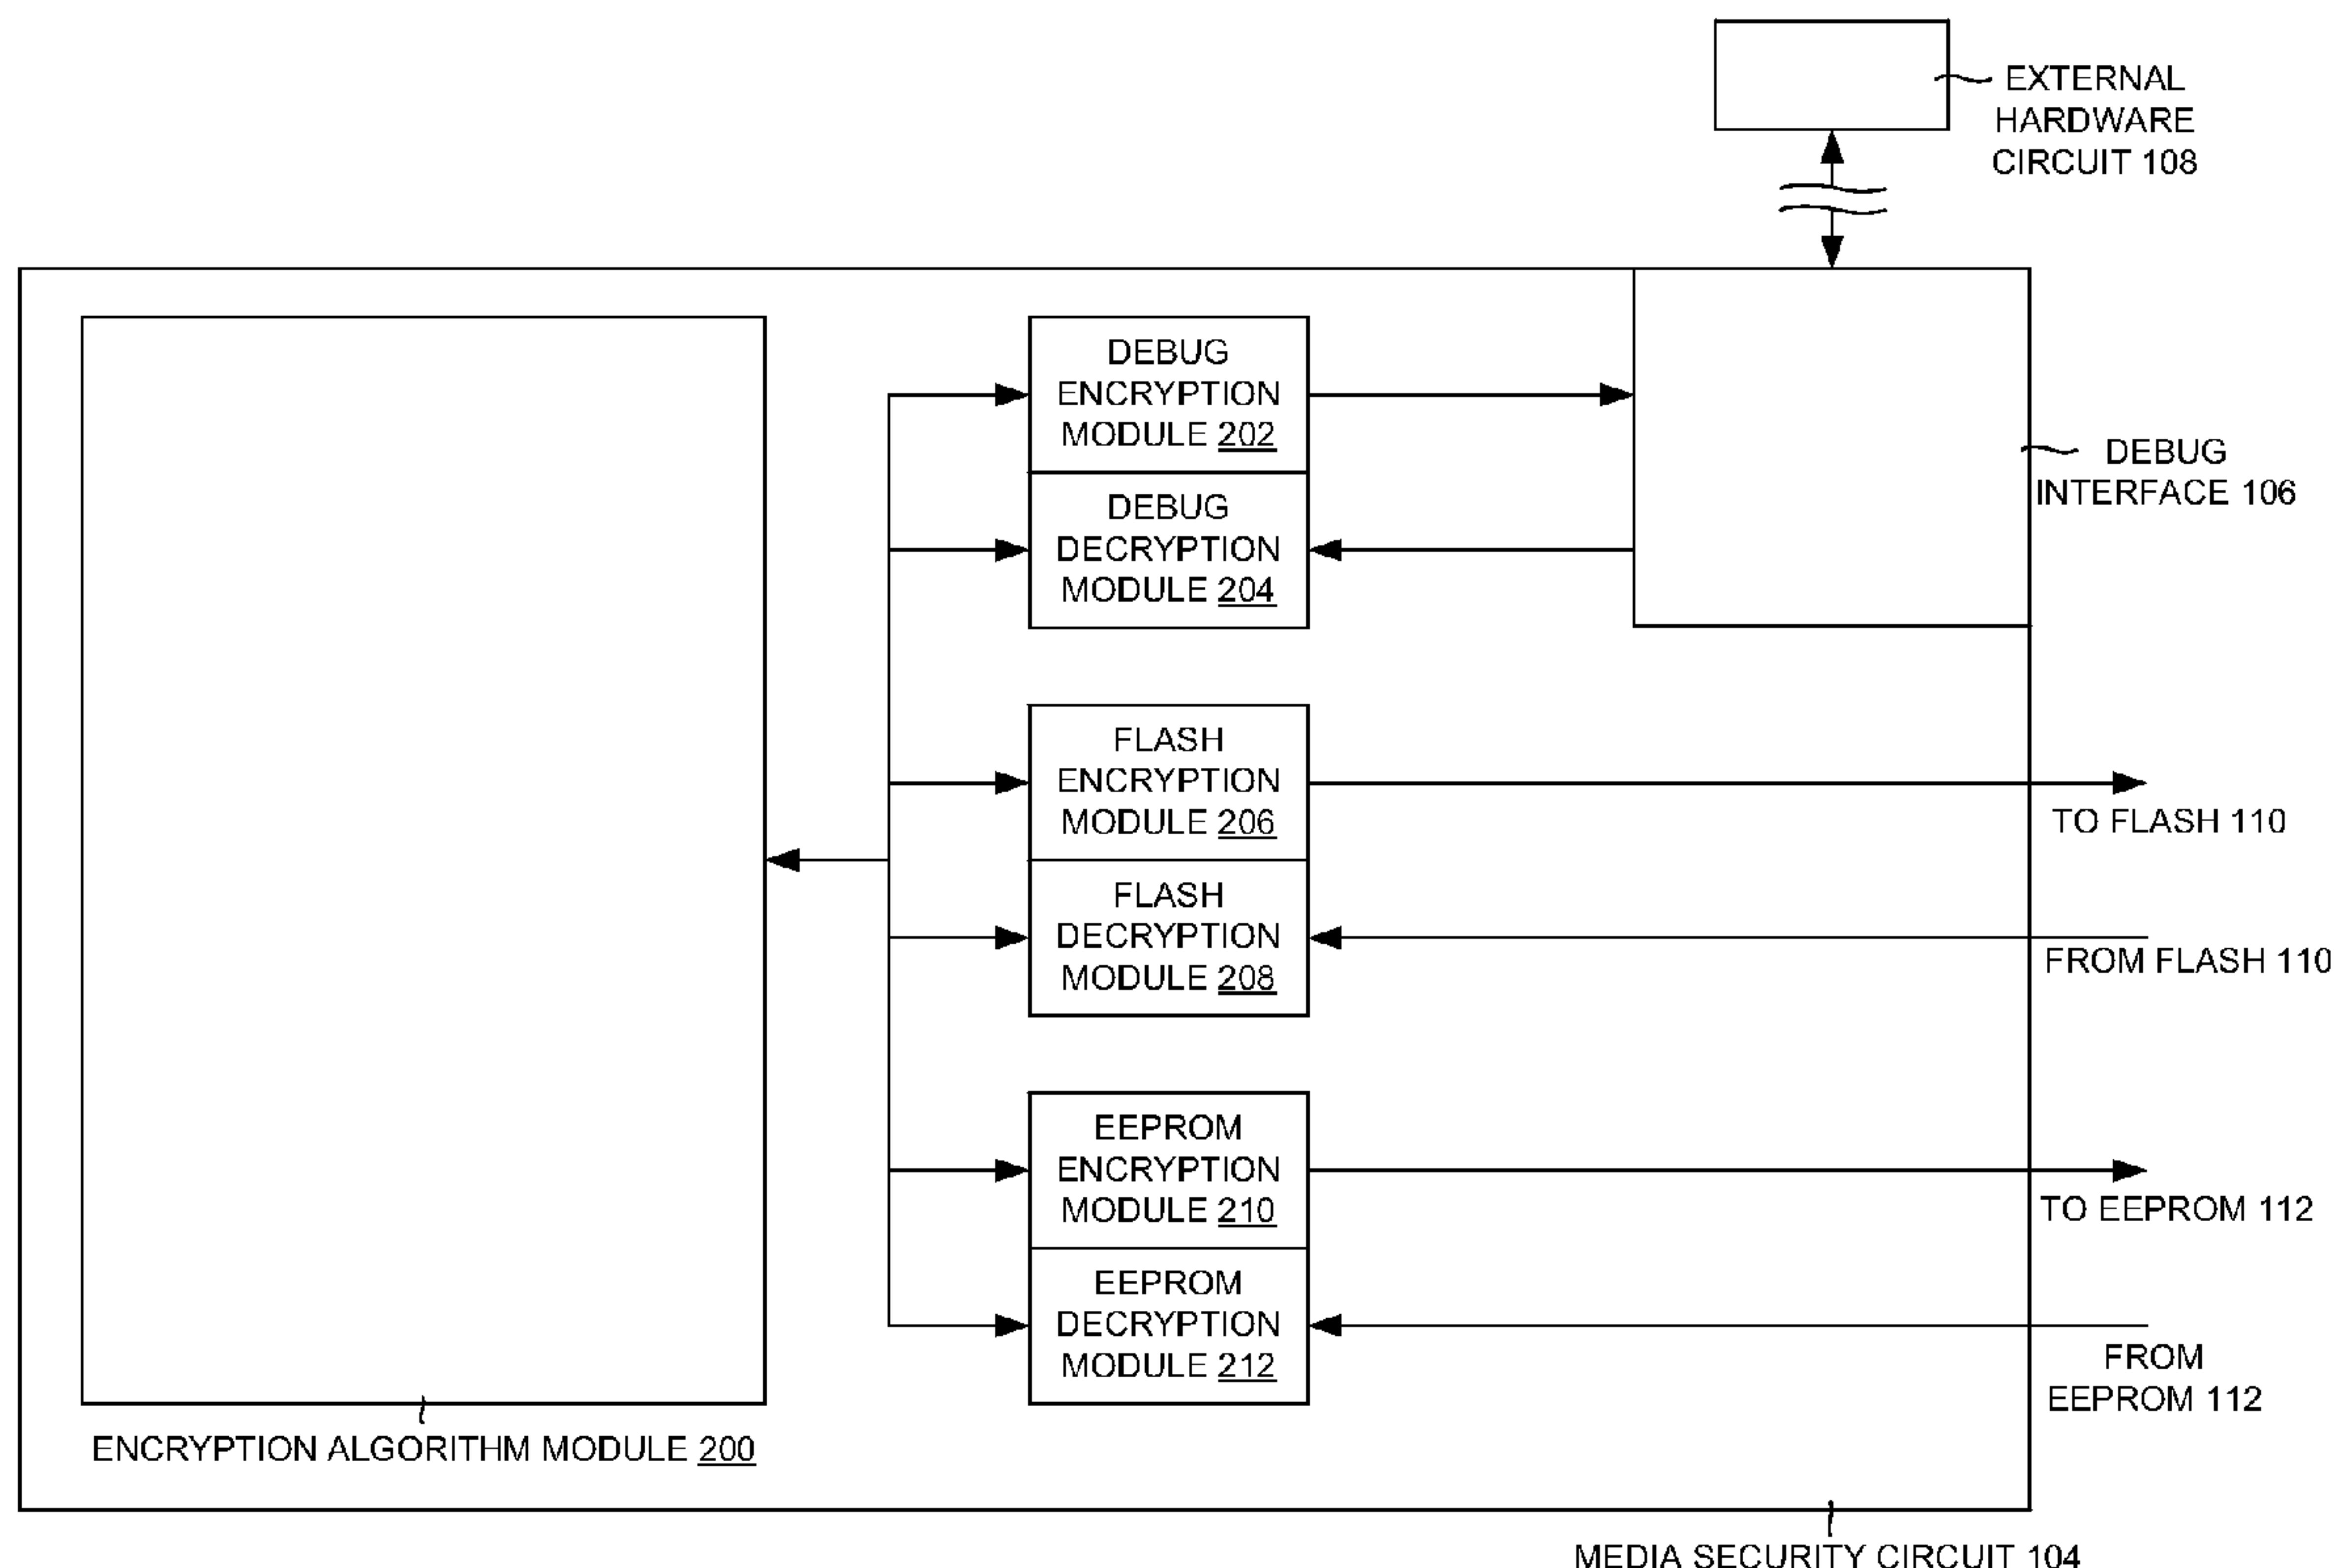 EXTERNAL
HARDWARE
CIRCUIT 108
DEBUG
ENCRYPTION
MODULE 202
DEBUG
DECRYPTION
MODULE 204
DEBUG
INTERFACE 106
FLASH
ENCRYPTION
MODULE 206
TO FLASH 110
FLASH
DECRYPTION
MODULE 208
FROM FLASH 110
EEPROM
ENCRYPTION
MODULE 210
TO EEPROM 112
EEPROM
DECRYPTION
MODULE 212
FROM
EEPROM 112
ENCRYPTION ALGORITHM MODULE 200
MEDIA SECURITY CIRCUIT 104